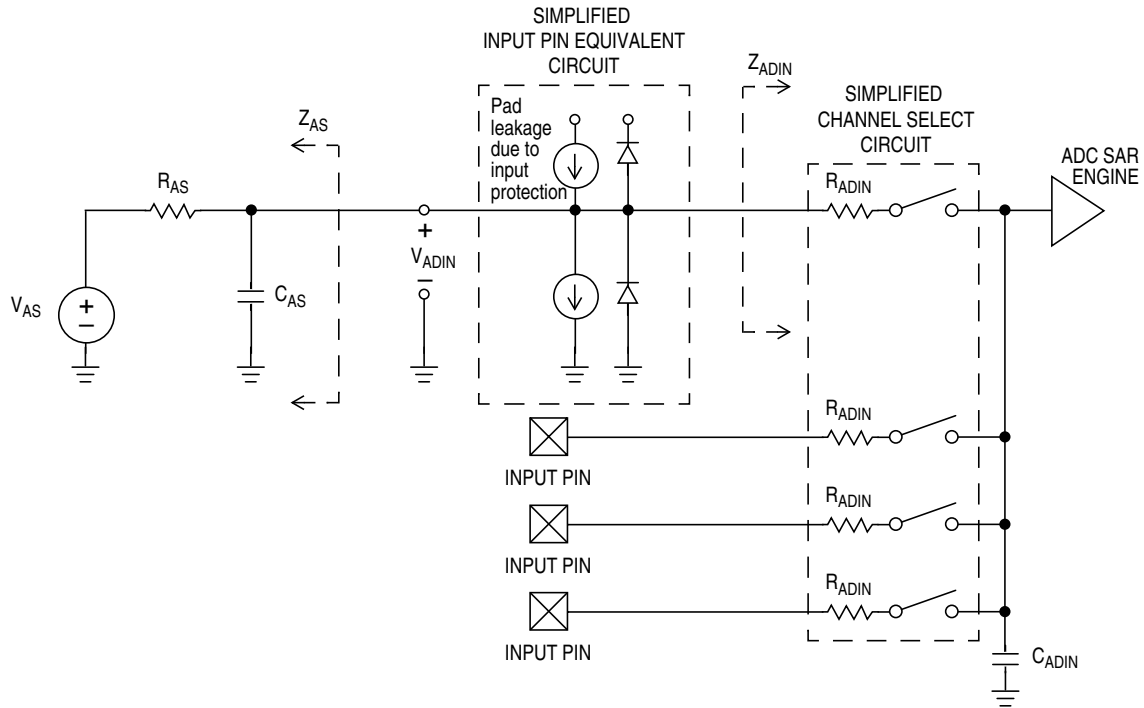 SIMPLIFIED
INPUT PIN EQUIVALENT
CIRCUIT
Pad
leakage
due to
input
protection
Z_ADIN
SIMPLIFIED
CHANNEL SELECT
CIRCUIT
ADC SAR
ENGINE
Z_AS
R_AS
R_ADIN
+
V_ADIN
–
C_AS
V_AS
+
–
R_ADIN
INPUT PIN
R_ADIN
INPUT PIN
R_ADIN
INPUT PIN
C_ADIN